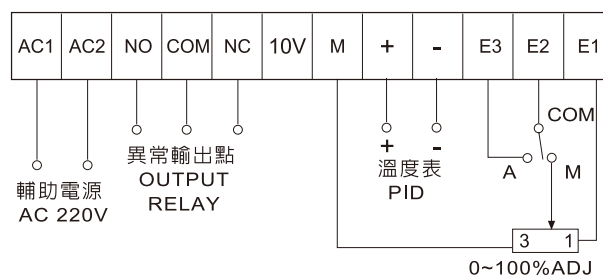 AC1 AC2 NO COM NC 10V M + - E3 E2 E1
COM
+ -
異常輸出點
OUTPUT
RELAY
溫度表
PID
A M
輔助電源
AC 220V
3 1
0~100%ADJ